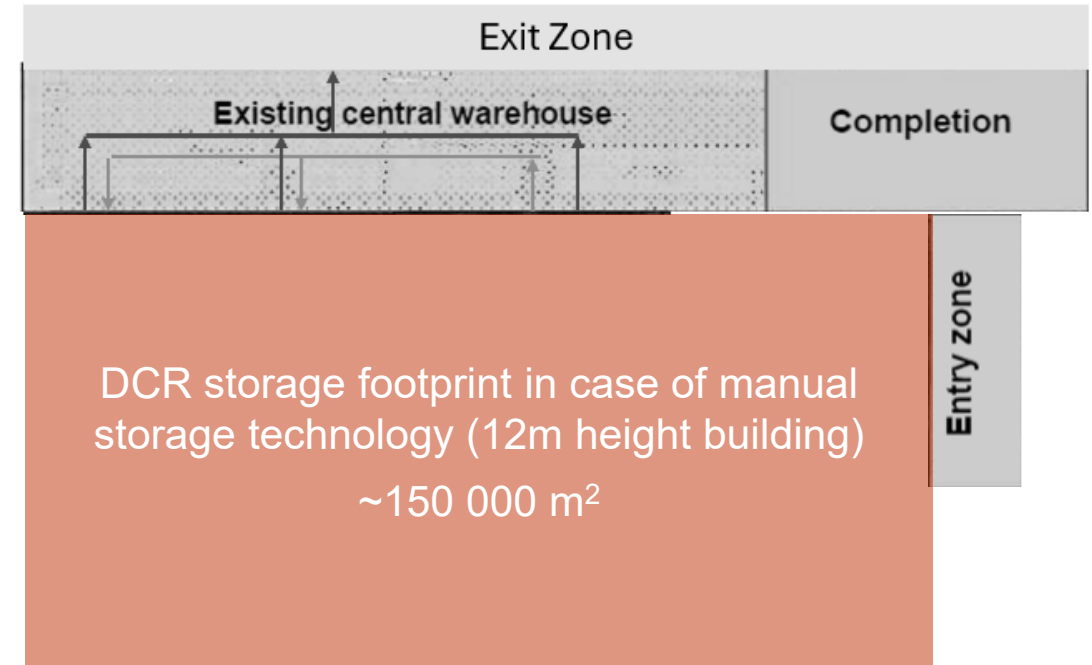 Exit Zone
Existing central warehouse
Completion
Entry zone
DCR storage footprint in case of manual
storage technology (12m height building)
~150 000 m²